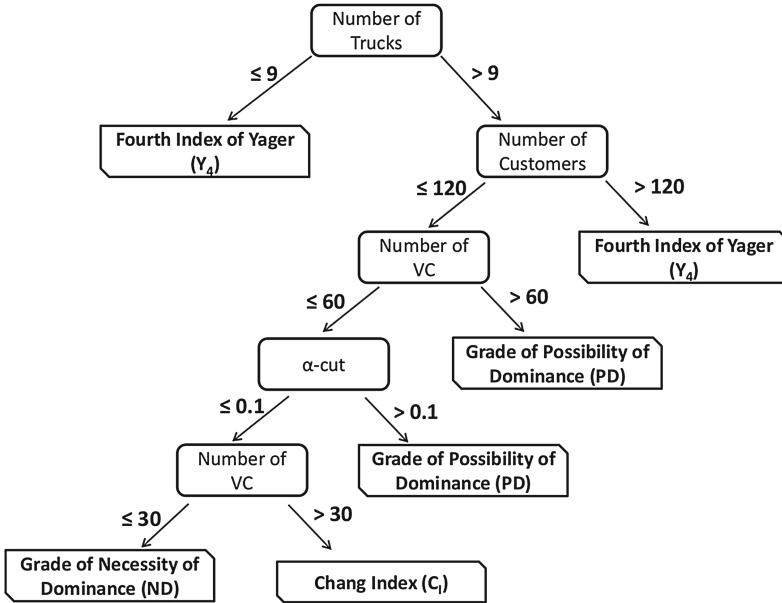 Number of
Trucks
≤ 9
> 9
Fourth Index of Yager
(Y₄)
Number of
Customers
≤ 120
> 120
Number of
VC
Fourth Index of Yager
(Y₄)
≤ 60
> 60
α-cut
Grade of Possibility of
Dominance (PD)
≤ 0.1
> 0.1
Number of
VC
Grade of Possibility of
Dominance (PD)
≤ 30
> 30
Grade of Necessity of
Dominance (ND)
Chang Index (Cᵢ)